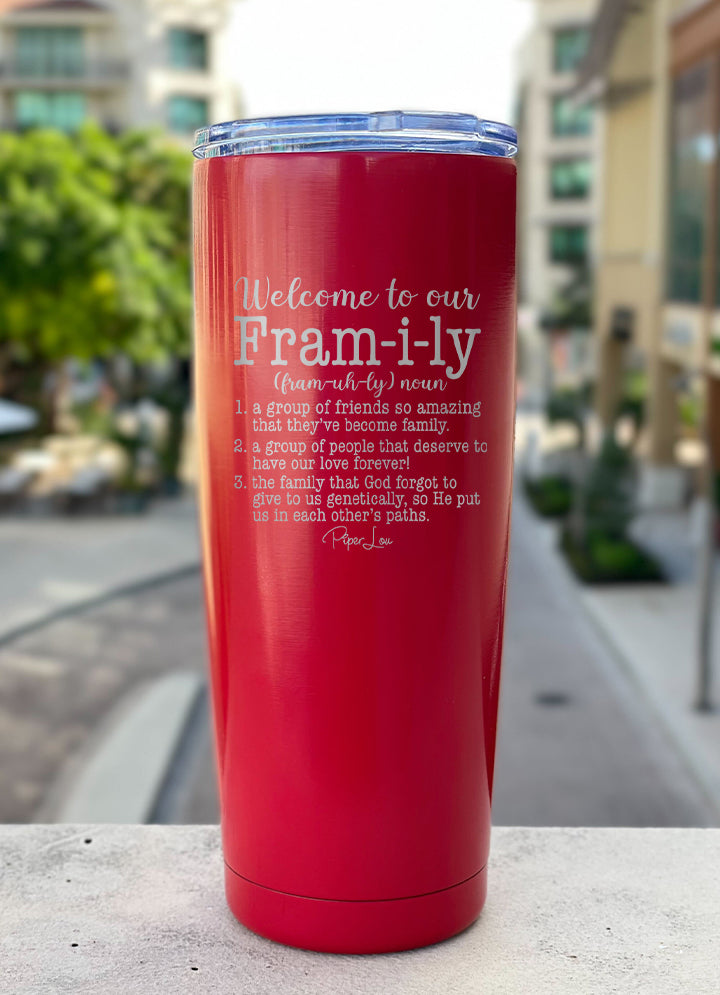 Welcome to our
Fram-i-ly
(fram-uh-ly) noun
1. a group of friends so amazing
that they've become family.
2. a group of people that deserve to
have our love forever!
3. the family that God forgot to
give to us genetically, so He put
us in each other's paths.
Piper Lou